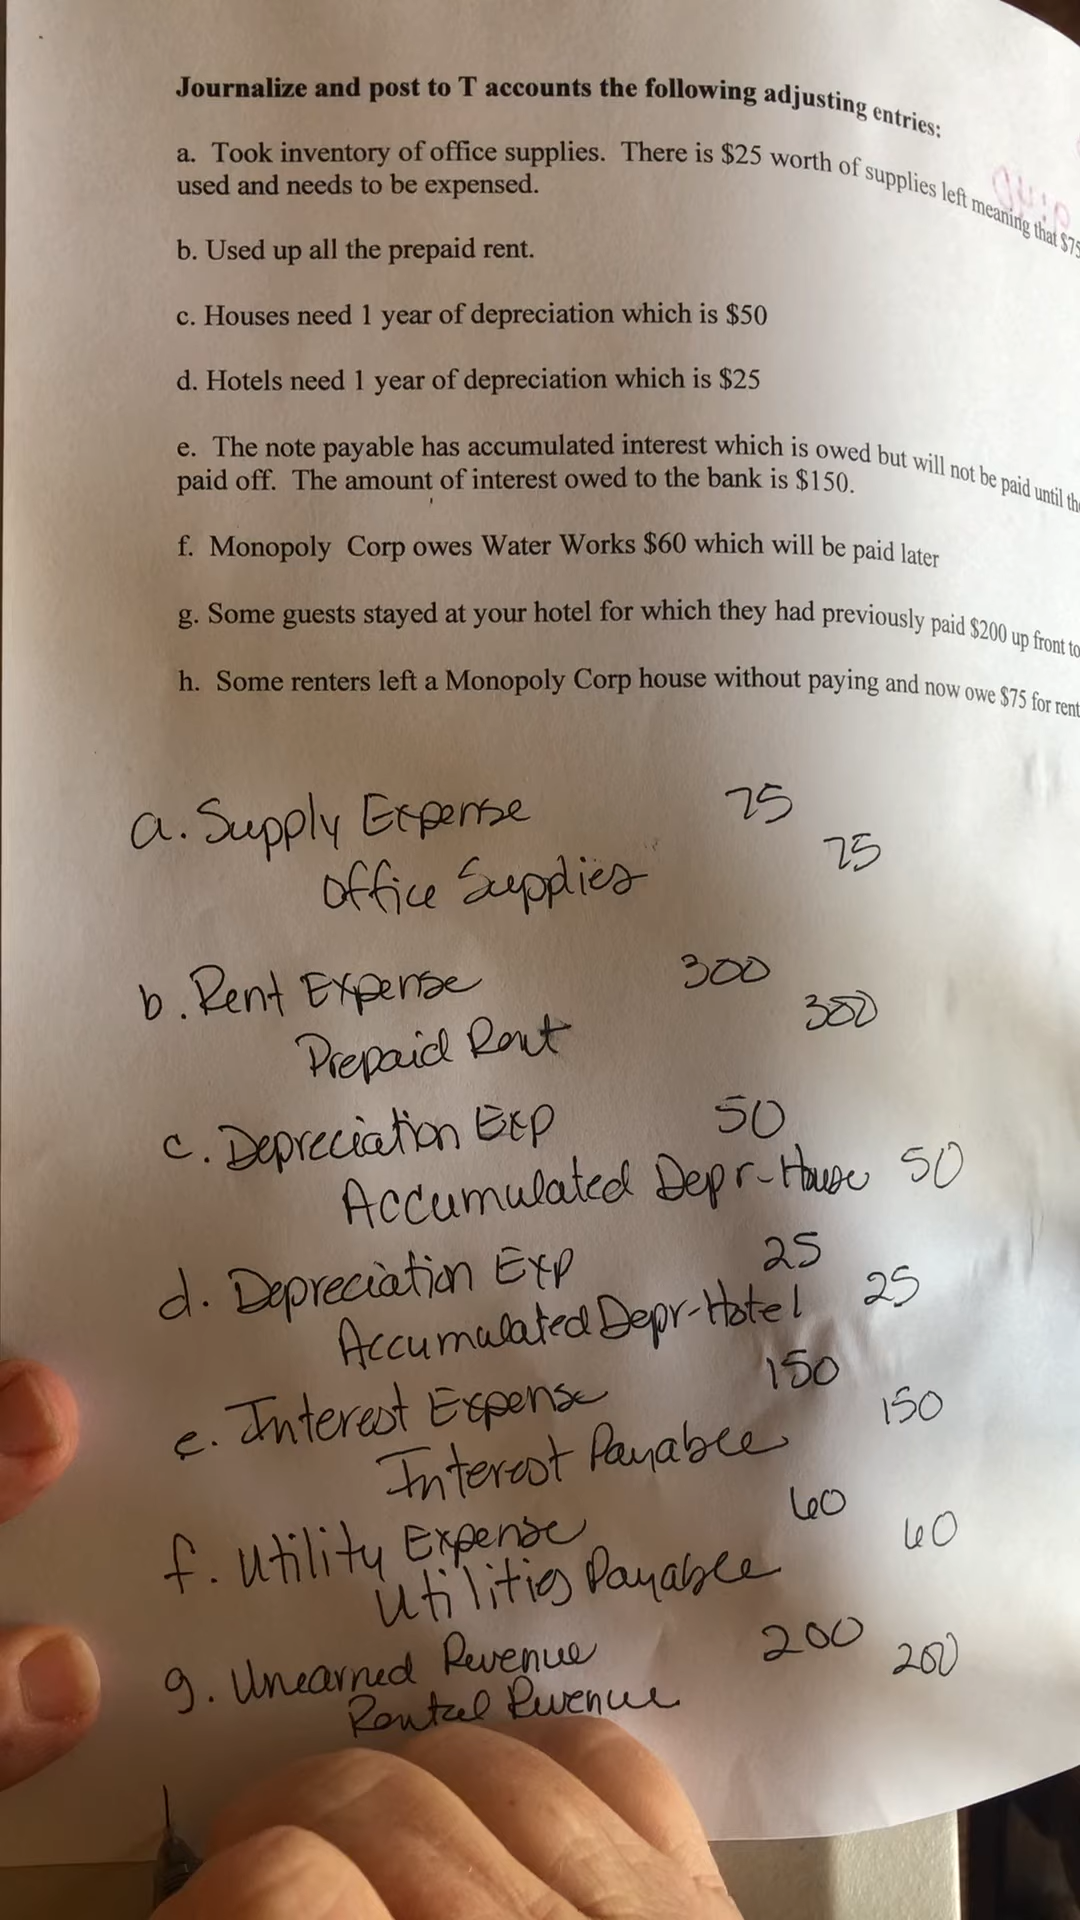 Journalize and post to T accounts the following adjusting entries:
a. Took inventory of office supplies. There is $25 worth of supplies left meaning that $75
used and needs to be expensed.
b. Used up all the prepaid rent.
c. Houses need 1 year of depreciation which is $50
d. Hotels need 1 year of depreciation which is $25
e. The note payable has accumulated interest which is owed but will not be paid until the
paid off. The amount of interest owed to the bank is $150.
f. Monopoly Corp owes Water Works $60 which will be paid later
g. Some guests stayed at your hotel for which they had previously paid $200 up front to
h. Some renters left a Monopoly Corp house without paying and now owe $75 for rent
a. Supply Expense 75
Office Supplies 75
b. Rent Expense 300
Prepaid Rent 300
c. Depreciation Exp 50
Accumulated Depr-House 50
d. Depreciation Exp 25
Accumulated Depr-Hotel 25
e. Interest Expense 150
Interest Payable 150
f. Utility Expense 60
Utilities Payable 60
g. Unearned Revenue 200
Rental Revenue 200